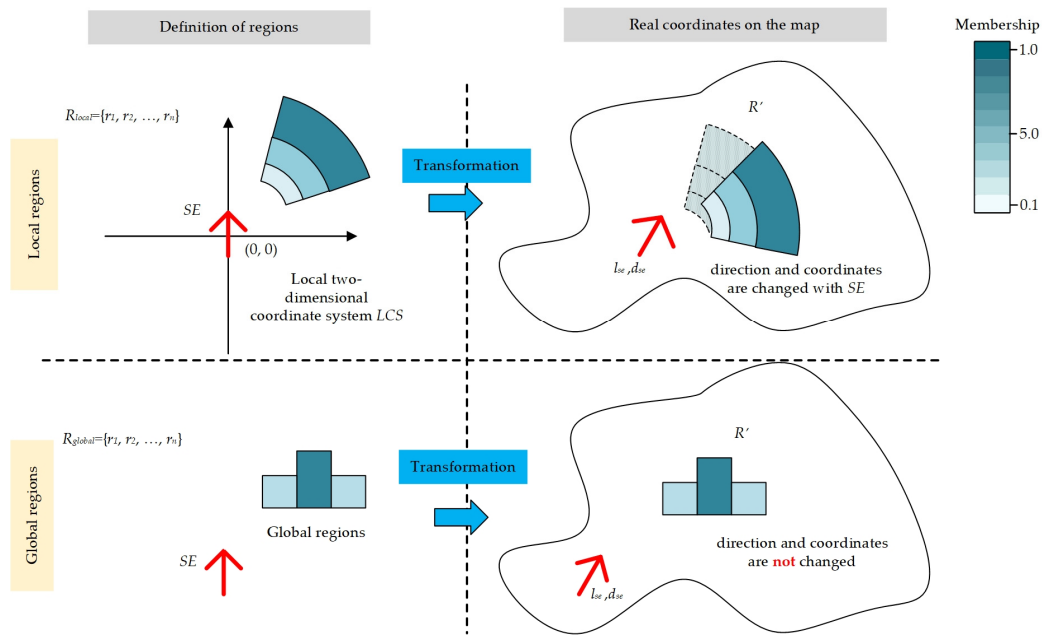 Definition of regions
Real coordinates on the map
Membership
1.0
5.0
0.1
Local regions
Rlocal={r1, r2, …, rn}
SE
(0, 0)
Local two-
dimensional
coordinate system LCS
Transformation
R′
lse,dse
direction and coordinates
are changed with SE
Global regions
Rglobal={r1, r2, …, rn}
SE
Global regions
Transformation
R′
lse,dse
direction and coordinates
are not changed